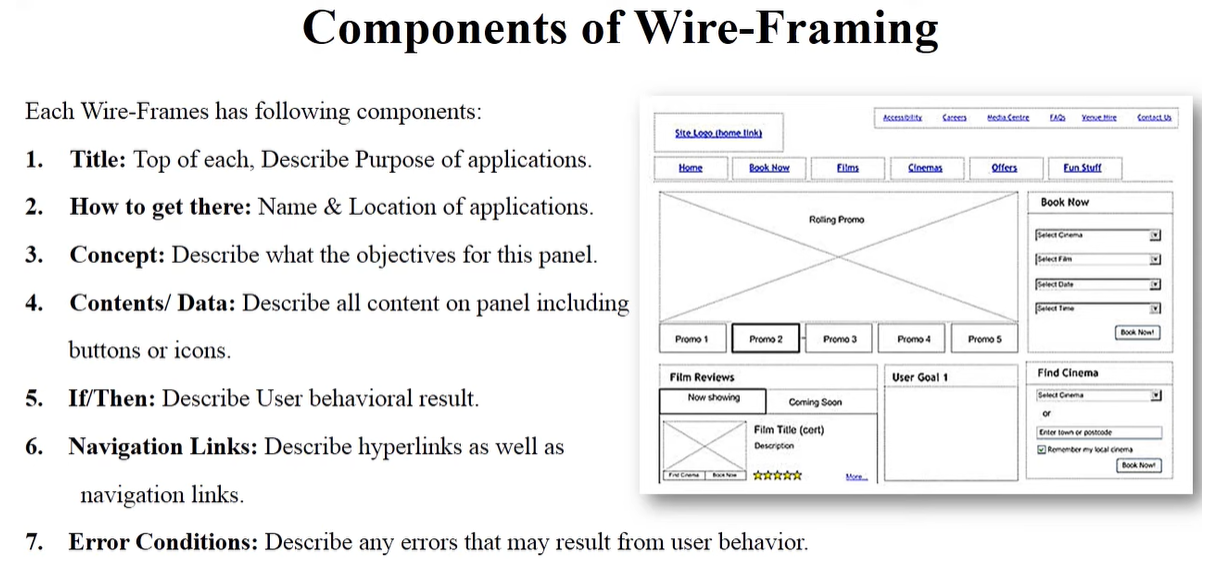 Components of Wire-Framing
Each Wire-Frames has following components:
1. Title: Top of each, Describe Purpose of applications.
2. How to get there: Name & Location of applications.
3. Concept: Describe what the objectives for this panel.
4. Contents/ Data: Describe all content on panel including
buttons or icons.
5. If/Then: Describe User behavioral result.
6. Navigation Links: Describe hyperlinks as well as
navigation links.
7. Error Conditions: Describe any errors that may result from user behavior.
Accessibility Careers Media Centre FAQs Venue Hire Contact Us
Site Logo (home link)
Home Book Now Films Cinemas Offers Fun Stuff
Rolling Promo
Promo 1 Promo 2 Promo 3 Promo 4 Promo 5
Book Now
Select Cinema
Select Film
Select Date
Select Time
Book Now!
Film Reviews
Now showing Coming Soon
Film Title (cert)
Description
Find Cinema Book Now
More...
User Goal 1
Find Cinema
Select Cinema
or
Enter town or postcode
Remember my local cinema
Book Now!